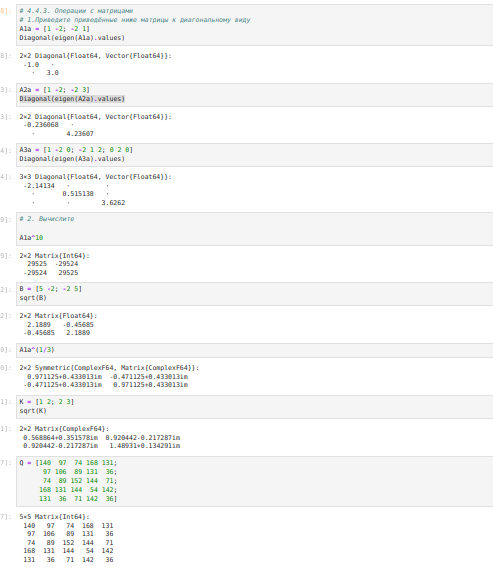 8]:
# 4.4.3. Операции с матрицами
# 1.Приведите приведённые ниже матрицы к диагональному виду
A1a = [1 -2; -2 1]
Diagonal(eigen(A1a).values)
8]:
2×2 Diagonal{Float64, Vector{Float64}}:
-1.0 ⋅
⋅ 3.0
3]:
A2a = [1 -2; -2 3]
Diagonal(eigen(A2a).values)
3]:
2×2 Diagonal{Float64, Vector{Float64}}:
-0.236068 ⋅
⋅ 4.23607
4]:
A3a = [1 -2 0; -2 1 2; 0 2 0]
Diagonal(eigen(A3a).values)
4]:
3×3 Diagonal{Float64, Vector{Float64}}:
-2.14134 ⋅ ⋅
⋅ 0.515138 ⋅
⋅ ⋅ 3.6262
9]:
# 2. Вычислите
A1a^10
9]:
2×2 Matrix{Int64}:
29525 -29524
-29524 29525
2]:
B = [5 -2; -2 5]
sqrt(B)
2]:
2×2 Matrix{Float64}:
2.1889 -0.45685
-0.45685 2.1889
0]:
A1a^(1/3)
0]:
2×2 Symmetric{ComplexF64, Matrix{ComplexF64}}:
0.971125+0.433013im -0.471125+0.433013im
-0.471125+0.433013im 0.971125+0.433013im
1]:
K = [1 2; 2 3]
sqrt(K)
1]:
2×2 Matrix{ComplexF64}:
0.568864+0.351578im 0.920442-0.217287im
0.920442-0.217287im 1.48931+0.134291im
7]:
Q = [140 97 74 168 131;
97 106 89 131 36;
74 89 152 144 71;
168 131 144 54 142;
131 36 71 142 36]
7]:
5×5 Matrix{Int64}:
140 97 74 168 131
97 106 89 131 36
74 89 152 144 71
168 131 144 54 142
131 36 71 142 36